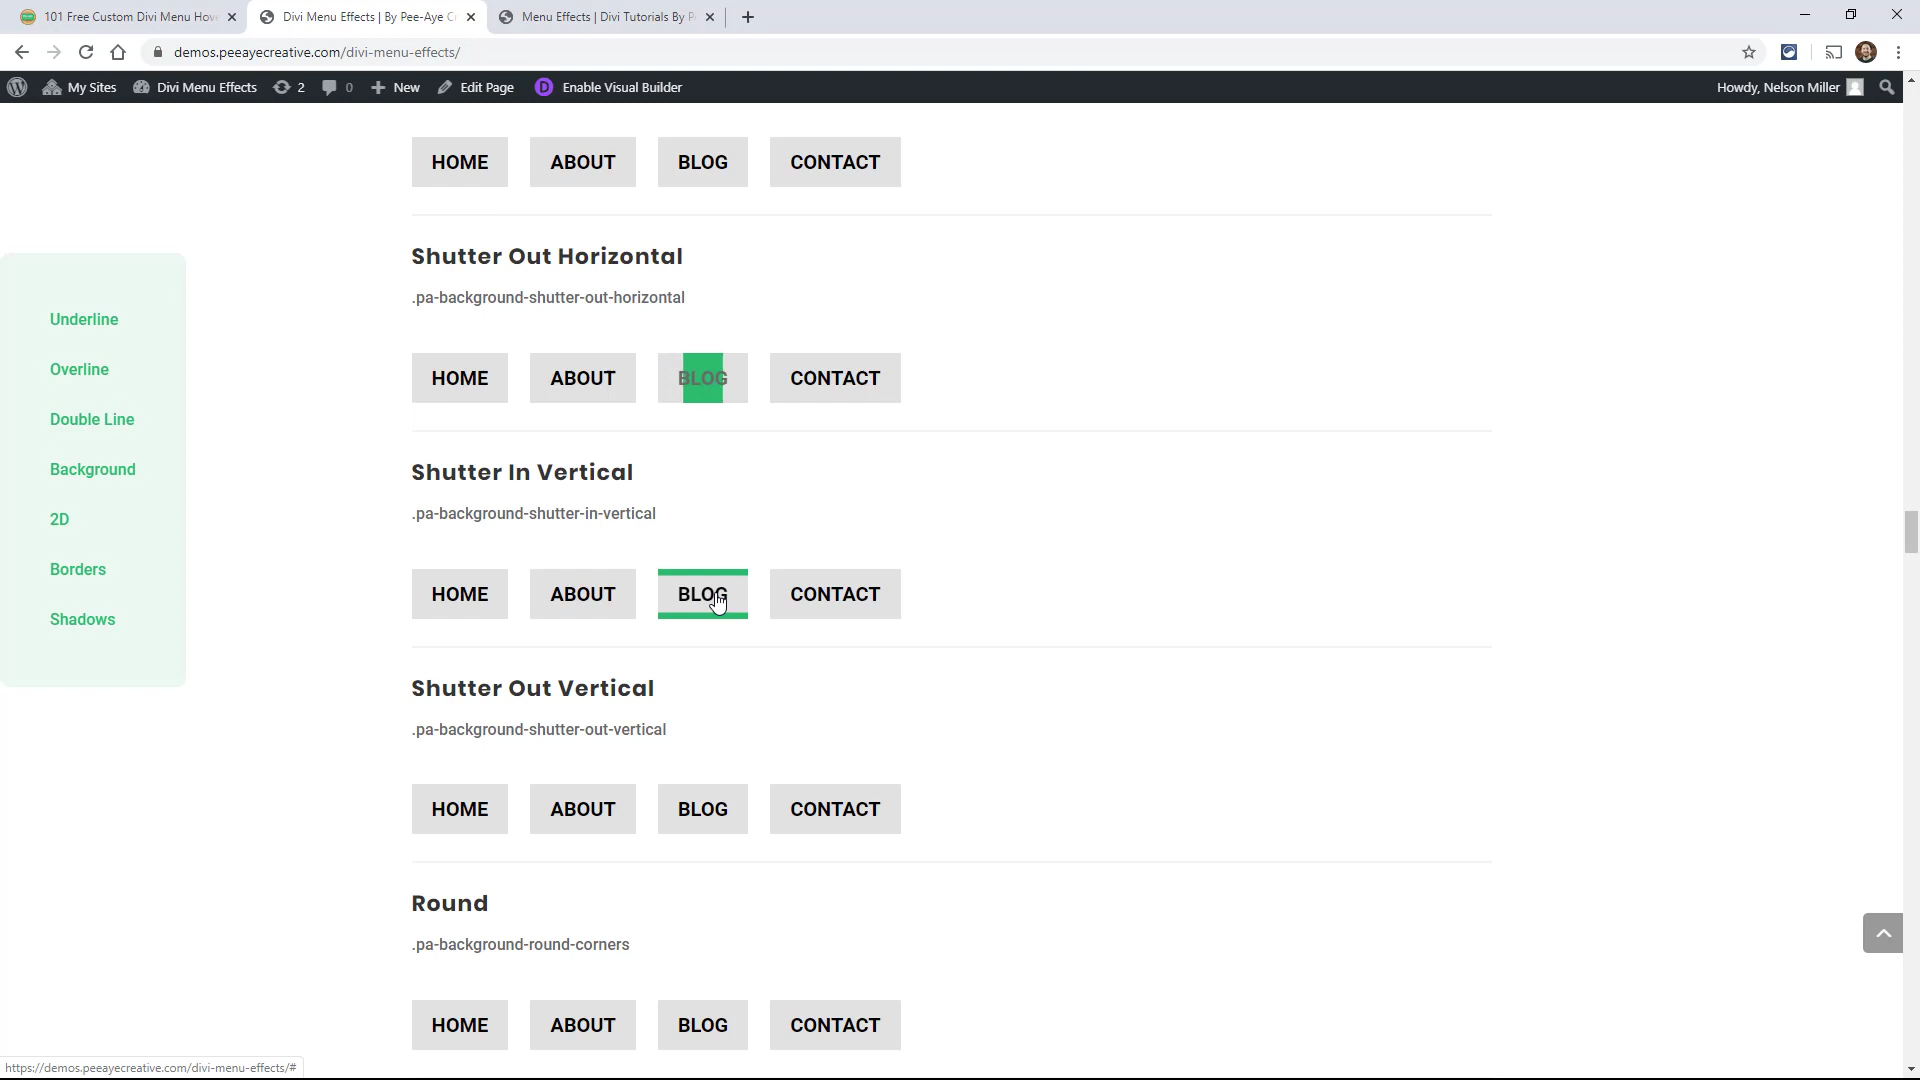 101 Free Custom Divi Menu Hov
Divi Menu Effects | By Pee-Aye C
Menu Effects | Divi Tutorials By P
demos.peeayecreative.com/divi-menu-effects/
My Sites
Divi Menu Effects
2
0
New
Edit Page
D
Enable Visual Builder
Howdy, Nelson Miller
HOME ABOUT BLOG CONTACT
Shutter Out Horizontal
.pa-background-shutter-out-horizontal
HOME ABOUT BLOG CONTACT
Shutter In Vertical
.pa-background-shutter-in-vertical
HOME ABOUT BLOG CONTACT
Shutter Out Vertical
.pa-background-shutter-out-vertical
HOME ABOUT BLOG CONTACT
Round
.pa-background-round-corners
HOME ABOUT BLOG CONTACT
Underline
Overline
Double Line
Background
2D
Borders
Shadows
https://demos.peeayecreative.com/divi-menu-effects/#